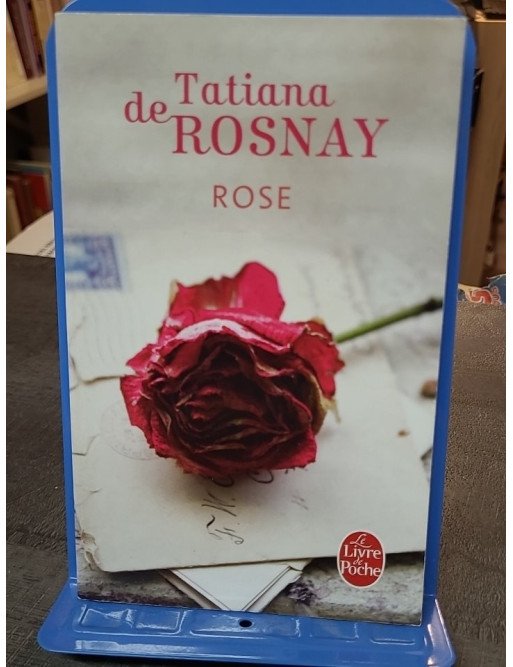 Tatiana
de ROSNAY
ROSE
Le
Livre
de
Poche